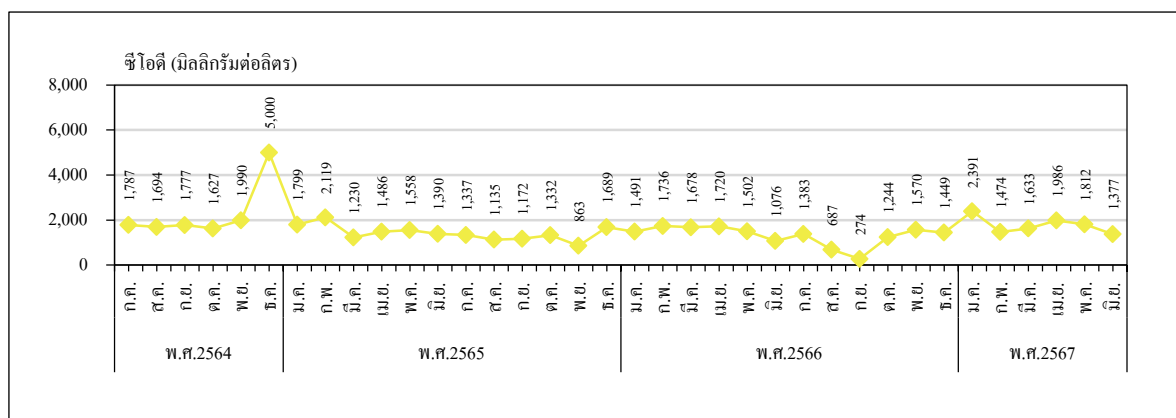 ซีโอดี (มิลลิกรัมต่อลิตร)
8,000
6,000
4,000
2,000
0
1,787 1,694 1,777 1,627 1,990 5,000 1,799 2,119 1,230 1,486 1,558 1,390 1,337 1,135 1,172 1,332 863 1,689 1,491 1,736 1,678 1,720 1,502 1,076 1,383 687 274 1,244 1,570 1,449 2,391 1,474 1,633 1,986 1,812 1,377
ก.ค. ส.ค. ก.ย. ต.ค. พ.ย. ธ.ค. ม.ค. ก.พ. มี.ค. เม.ย. พ.ค. มิ.ย. ก.ค. ส.ค. ก.ย. ต.ค. พ.ย. ธ.ค. ม.ค. ก.พ. มี.ค. เม.ย. พ.ค. มิ.ย. ก.ค. ส.ค. ก.ย. ต.ค. พ.ย. ธ.ค. ม.ค. ก.พ. มี.ค. เม.ย. พ.ค. มิ.ย.
พ.ศ.2564 พ.ศ.2565 พ.ศ.2566 พ.ศ.2567